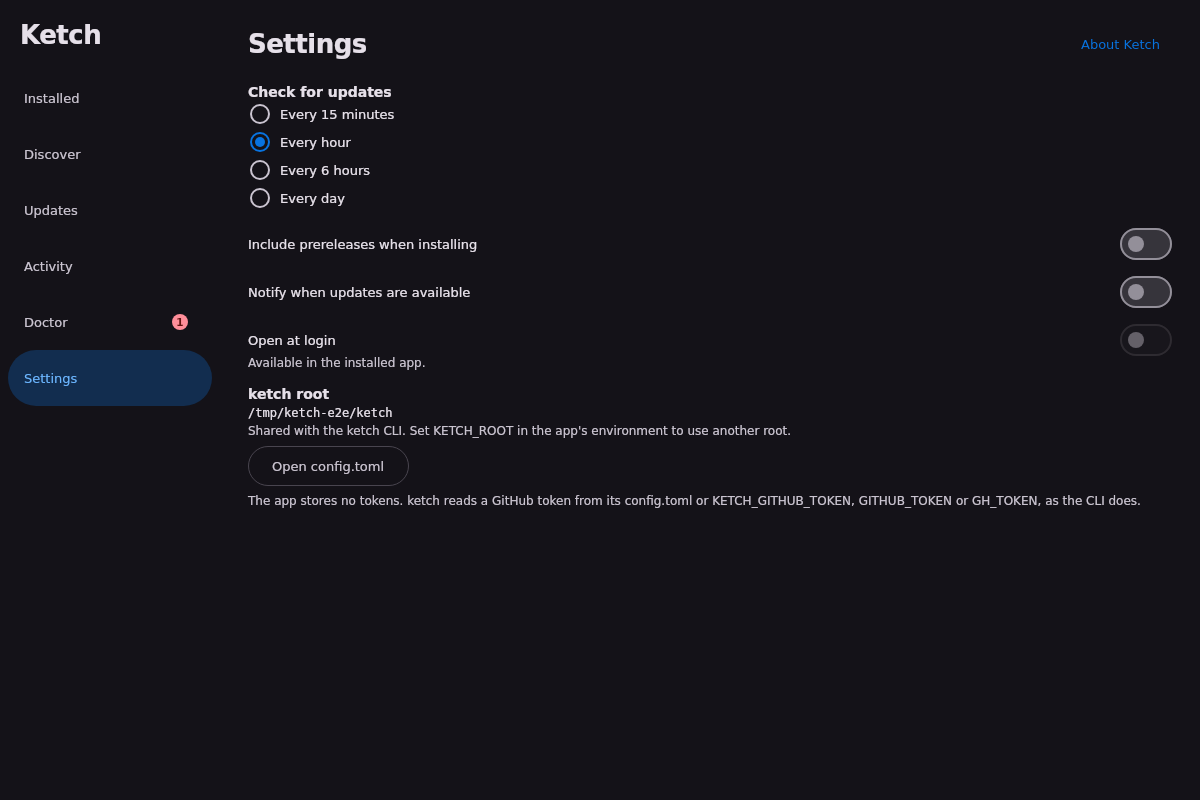 Ketch
Installed
Discover
Updates
Activity
Doctor 1
Settings
Settings
About Ketch
Check for updates
Every 15 minutes
Every hour
Every 6 hours
Every day
Include prereleases when installing
Notify when updates are available
Open at login
Available in the installed app.
ketch root
/tmp/ketch-e2e/ketch
Shared with the ketch CLI. Set KETCH_ROOT in the app's environment to use another root.
Open config.toml
The app stores no tokens. ketch reads a GitHub token from its config.toml or KETCH_GITHUB_TOKEN, GITHUB_TOKEN or GH_TOKEN, as the CLI does.